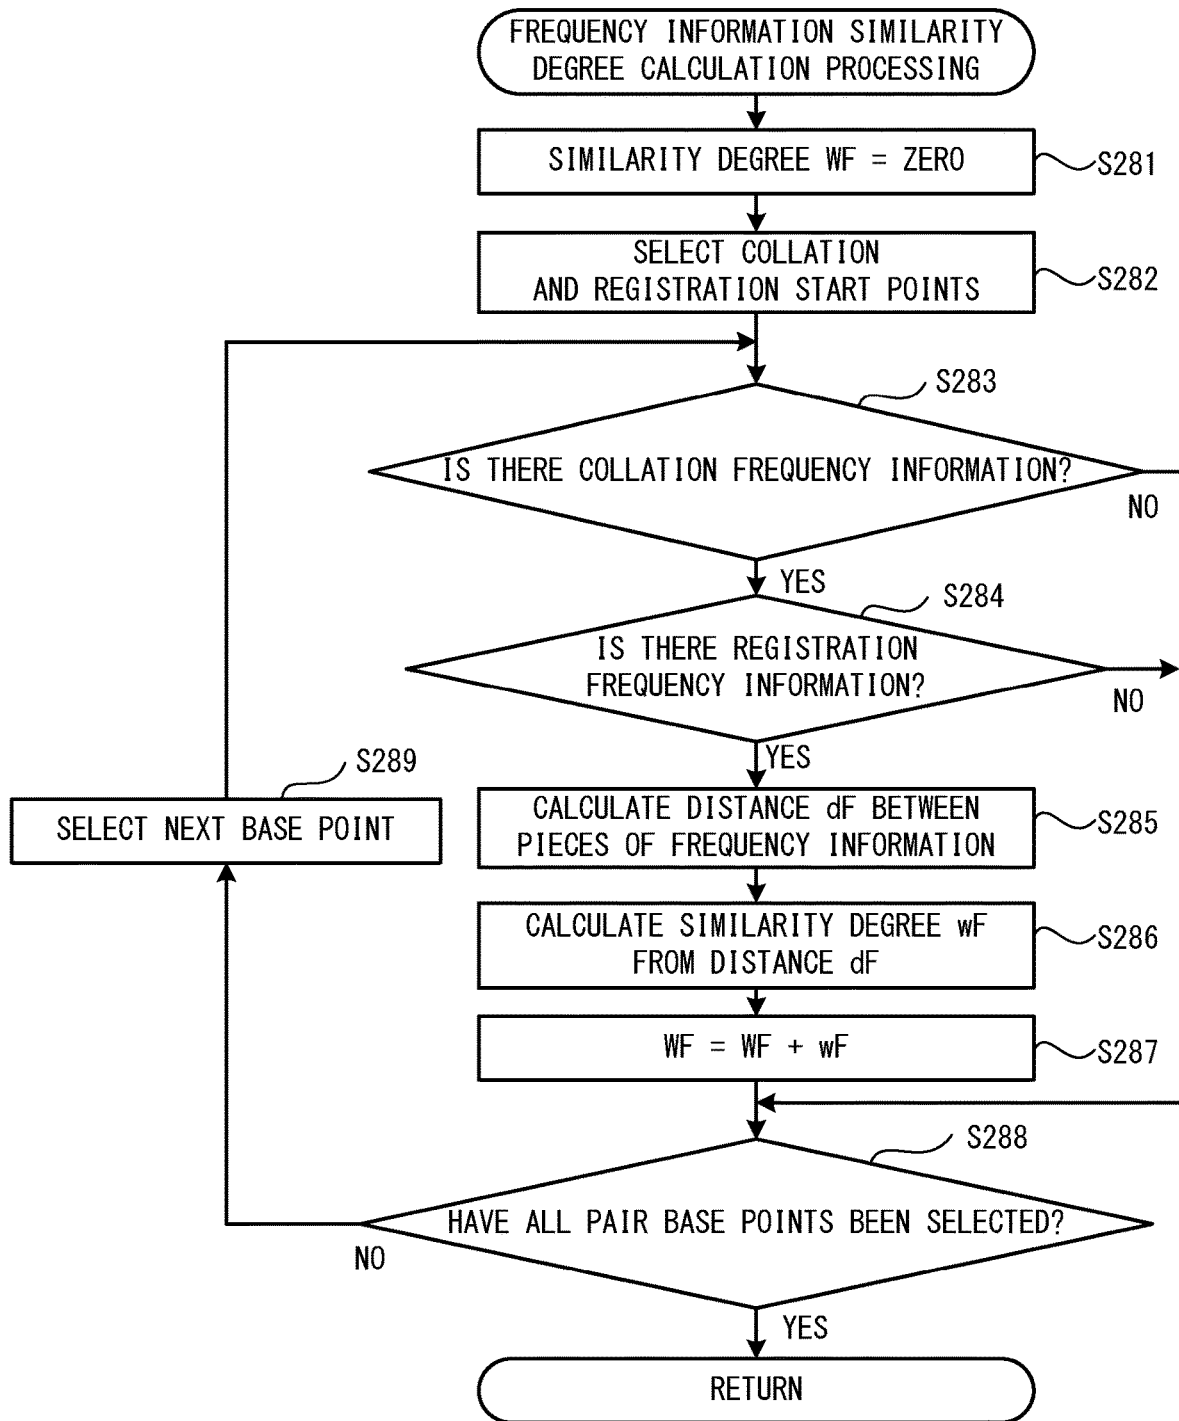 FREQUENCY INFORMATION SIMILARITY
DEGREE CALCULATION PROCESSING
SIMILARITY DEGREE WF = ZERO
S281
SELECT COLLATION
AND REGISTRATION START POINTS
S282
S283
IS THERE COLLATION FREQUENCY INFORMATION?
NO
YES
S284
IS THERE REGISTRATION
FREQUENCY INFORMATION?
NO
YES
S289
SELECT NEXT BASE POINT
CALCULATE DISTANCE dF BETWEEN
PIECES OF FREQUENCY INFORMATION
S285
CALCULATE SIMILARITY DEGREE wF
FROM DISTANCE dF
S286
WF = WF + wF
S287
S288
HAVE ALL PAIR BASE POINTS BEEN SELECTED?
NO
YES
RETURN